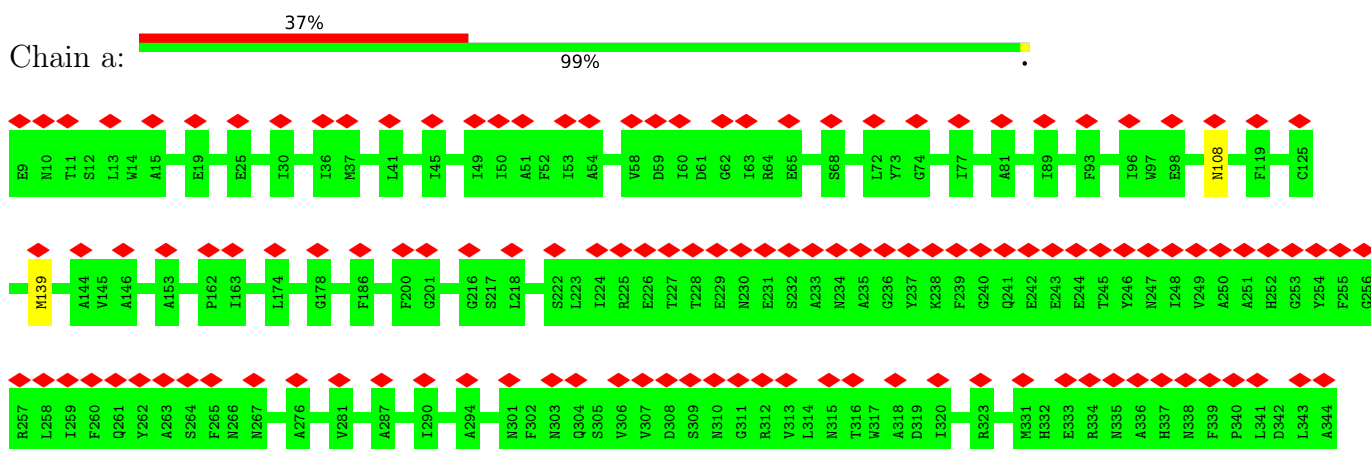 37%
Chain a:
99%
.
E9 N10 T11 S12 L13 W14 A15 E19 E25 I30 I36 M37 L41 I45 I49 I50 A51 F52 I53 A54 V58 D59 I60 D61 G62 I63 R64 E65 S68 L72 Y73 G74 I77 A81 I89 F93 I96 W97 E98 N108 F119 C125
M139 A144 V145 A146 A153 P162 I163 L174 G178 F186 F200 G201 G216 S217 L218 S222 L223 I224 R225 E226 T227 T228 E229 N230 E231 S232 A233 N234 A235 G236 Y237 K238 F239 G240 Q241 E242 E243 E244 T245 Y246 N247 I248 V249 A250 A251 H252 G253 Y254 F255 G256
R257 L258 I259 F260 Q261 Y262 A263 S264 F265 N266 N267 A276 V281 A287 I290 A294 N301 F302 N303 Q304 S305 V306 V307 D308 S309 N310 G311 R312 V313 L314 N315 T316 W317 A318 D319 I320 R323 M331 H332 E333 R334 N335 A336 H337 N338 F339 P340 L341 D342 L343 A344